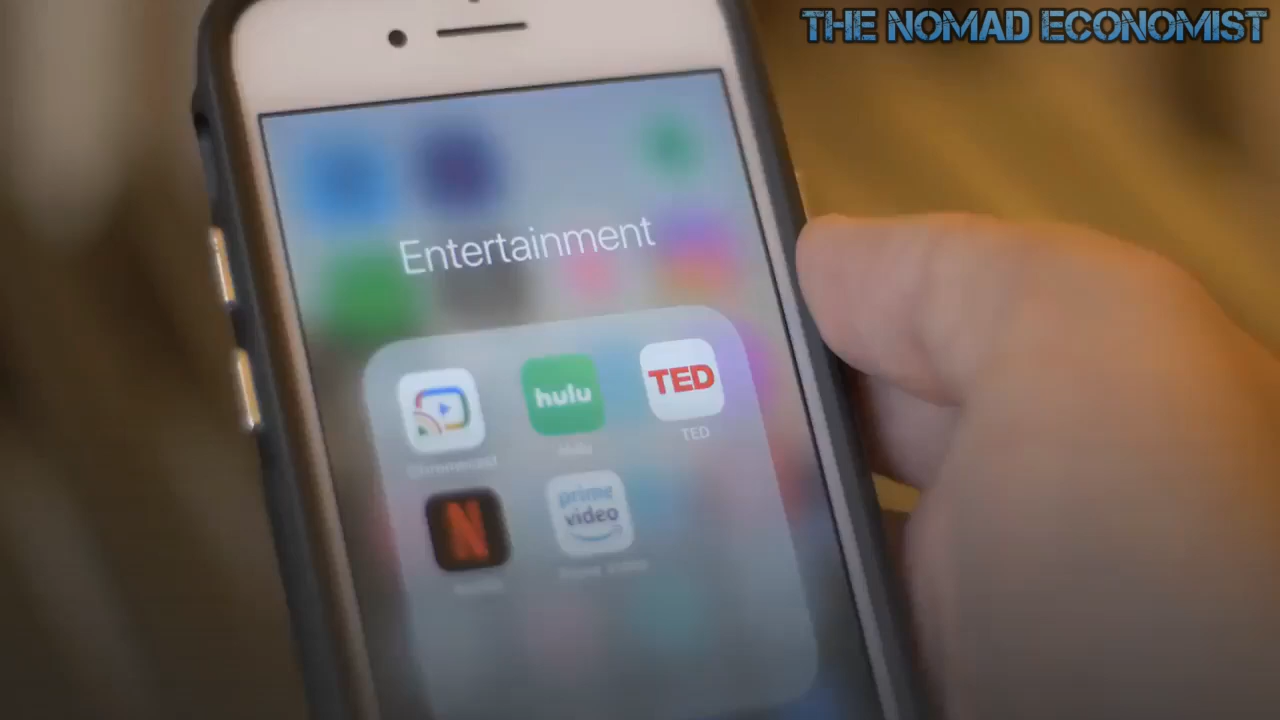 THE NOMAD ECONOMIST
Entertainment
hulu
TED
TED
N
prime
video